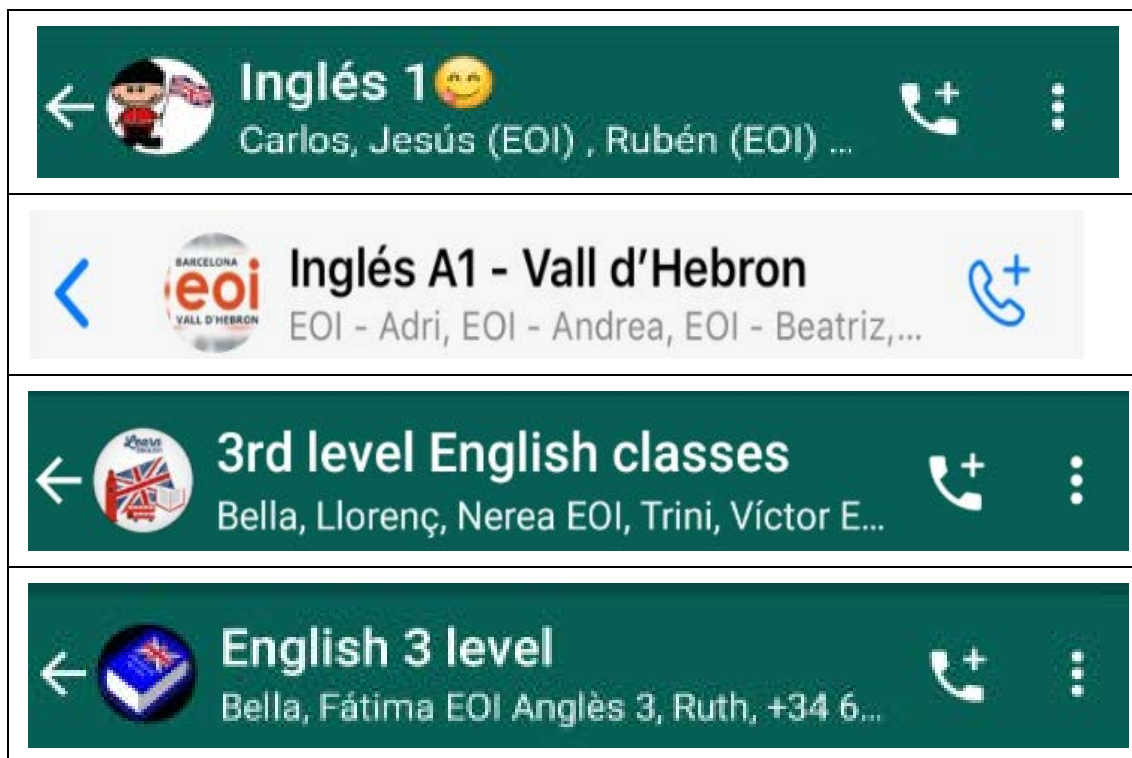 Inglés 1😋
Carlos, Jesús (EOI) , Rubén (EOI) ...
BARCELONA
eoi
VALL D'HEBRON
Inglés A1 - Vall d'Hebron
EOI - Adri, EOI - Andrea, EOI - Beatriz,...
Learn
3rd level English classes
Bella, Llorenç, Nerea EOI, Trini, Víctor E...
English 3 level
Bella, Fátima EOI Anglès 3, Ruth, +34 6...